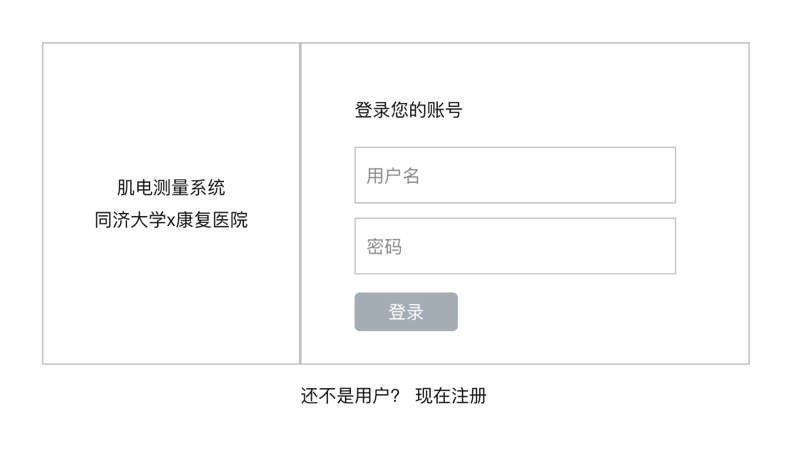 肌电测量系统
同济大学x康复医院
登录您的账号
用户名
密码
登录
还不是用户? 现在注册